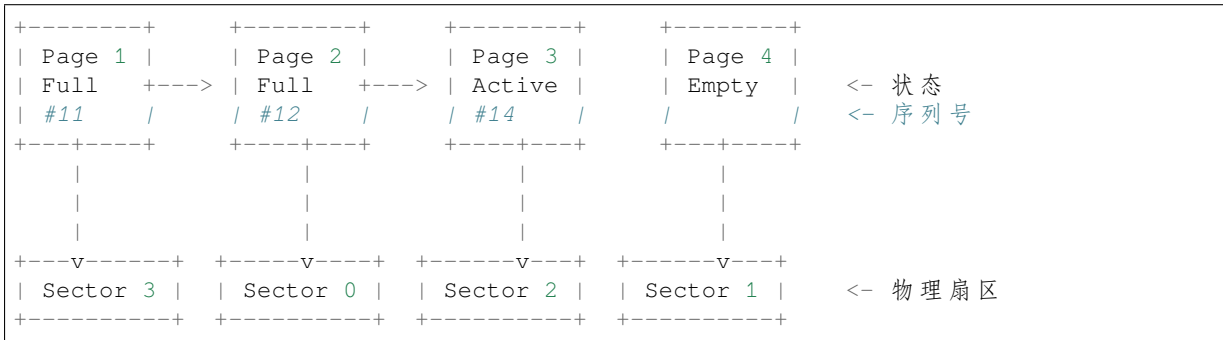 +--------+ +--------+ +--------+ +--------+
| Page 1 | | Page 2 | | Page 3 | | Page 4 |
| Full +---> | Full +---> | Active | | Empty | <- 状态
| #11 | | #12 | | #14 | | | <- 序列号
+---+----+ +----+---+ +----+---+ +---+----+
| | | |
| | | |
| | | |
+---v------+ +-----v----+ +------v---+ +------v---+
| Sector 3 | | Sector 0 | | Sector 2 | | Sector 1 | <- 物理扇区
+----------+ +----------+ +----------+ +----------+